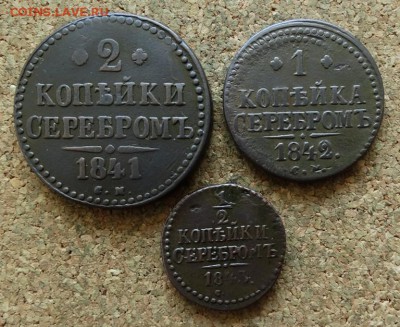 COINS.LAVE.RU
2
КОПѢЙКИ
СЕРЕБРОМЪ
1841
С. М.
1
КОПѢЙКА
СЕРЕБРОМЪ
1842.
С. М.
½
КОПѢЙКИ
СЕРЕБРОМЪ